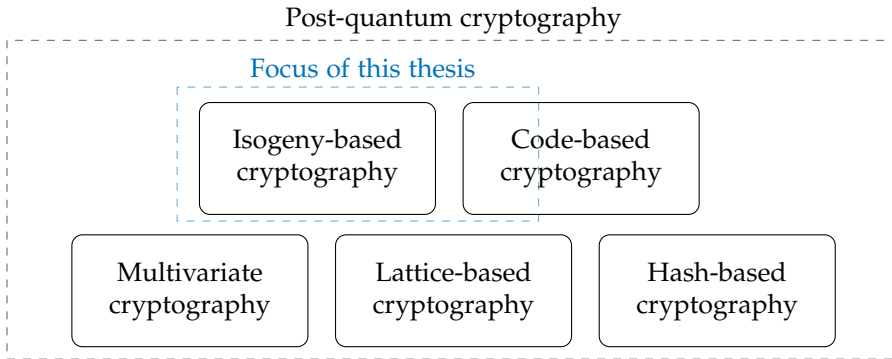 Post-quantum cryptography
Focus of this thesis
Isogeny-based
cryptography
Code-based
cryptography
Multivariate
cryptography
Lattice-based
cryptography
Hash-based
cryptography